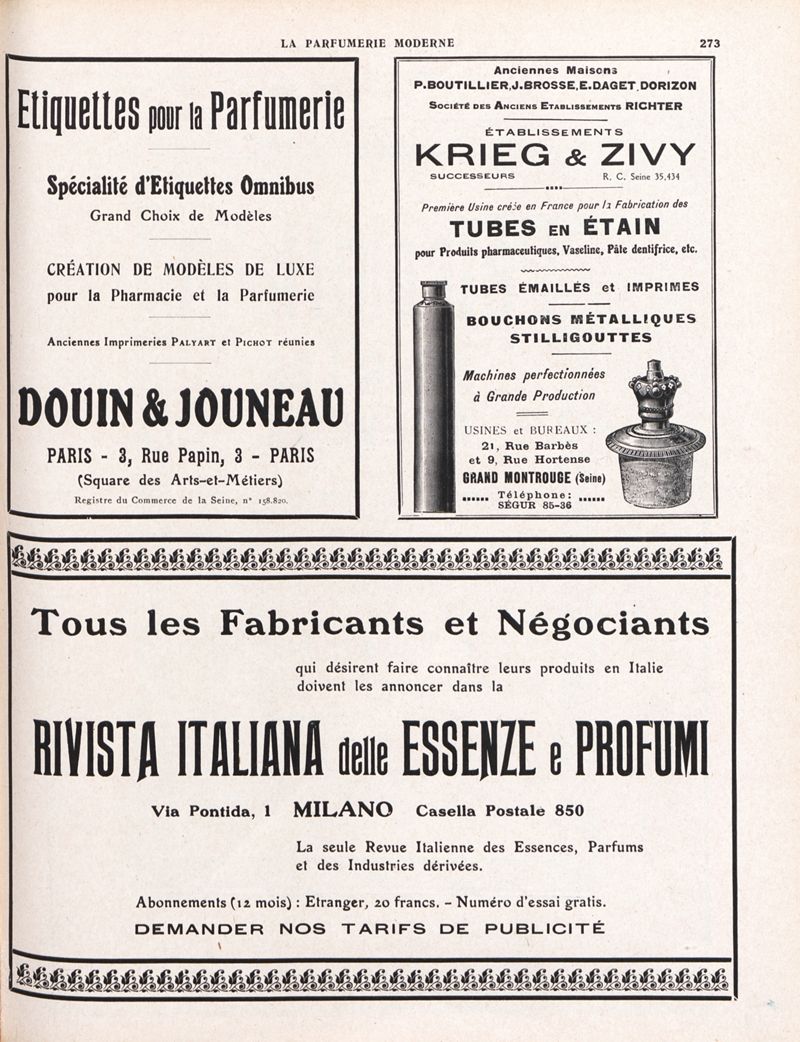 LA PARFUMERIE MODERNE
273
Etiquettes pour la Parfumerie
Spécialité d'Etiquettes Omnibus
Grand Choix de Modèles
CRÉATION DE MODÈLES DE LUXE
pour la Pharmacie et la Parfumerie
Anciennes Imprimeries PALYART et PICHOT réunies
DOUIN & JOUNEAU
PARIS - 3, Rue Papin, 3 - PARIS
(Square des Arts-et-Métiers)
Registre du Commerce de la Seine, n° 158.820.
Anciennes Maisons
P.BOUTILLIER,J.BROSSE,E.DAGET,DORIZON
SOCIÉTÉ DES ANCIENS ETABLISSEMENTS RICHTER
ÉTABLISSEMENTS
KRIEG & ZIVY
SUCCESSEURS R. C. Seine 35,434
Première Usine créée en France pour la Fabrication des
TUBES EN ÉTAIN
pour Produits pharmaceutiques, Vaseline, Pâte dentifrice, etc.
TUBES ÉMAILLÉS et IMPRIMES
BOUCHONS MÉTALLIQUES
STILLIGOUTTES
Machines perfectionnées
à Grande Production
USINES et BUREAUX :
21, Rue Barbès
et 9, Rue Hortense
GRAND MONTROUGE (Seine)
...... Téléphone: ......
SÉGUR 85-36
Tous les Fabricants et Négociants
qui désirent faire connaître leurs produits en Italie
doivent les annoncer dans la
RIVISTA ITALIANA delle ESSENZE e PROFUMI
Via Pontida, 1 MILANO Casella Postale 850
La seule Revue Italienne des Essences, Parfums
et des Industries dérivées.
Abonnements (12 mois) : Etranger, 20 francs. - Numéro d'essai gratis.
DEMANDER NOS TARIFS DE PUBLICITÉ